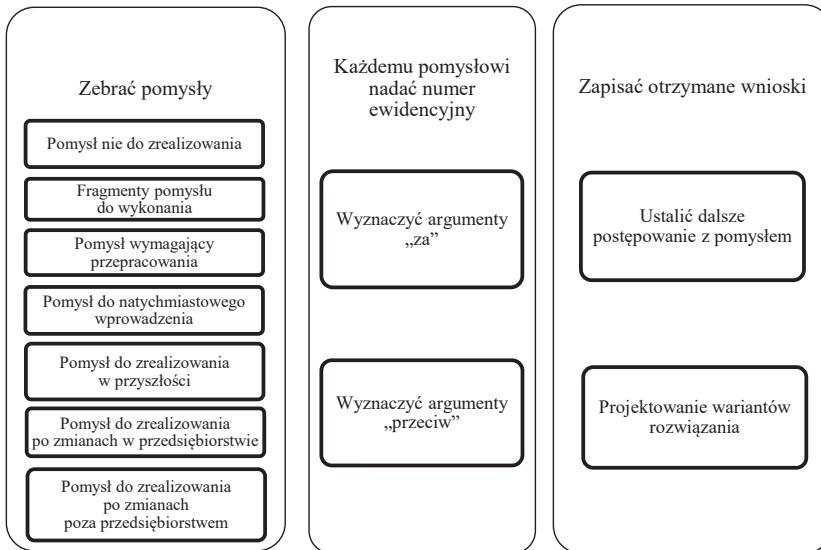 Zebrać pomysły
Pomysł nie do zrealizowania
Fragmenty pomysłu
do wykonania
Pomysł wymagający
przepracowania
Pomysł do natychmiastowego
wprowadzenia
Pomysł do zrealizowania
w przyszłości
Pomysł do zrealizowania
po zmianach w przedsiębiorstwie
Pomysł do zrealizowania
po zmianach
poza przedsiębiorstwem
Każdemu pomysłowi
nadać numer
ewidencyjny
Wyznaczyć argumenty
„za”
Wyznaczyć argumenty
„przeciw”
Zapisać otrzymane wnioski
Ustalić dalsze
postępowanie z pomysłem
Projektowanie wariantów
rozwiązania